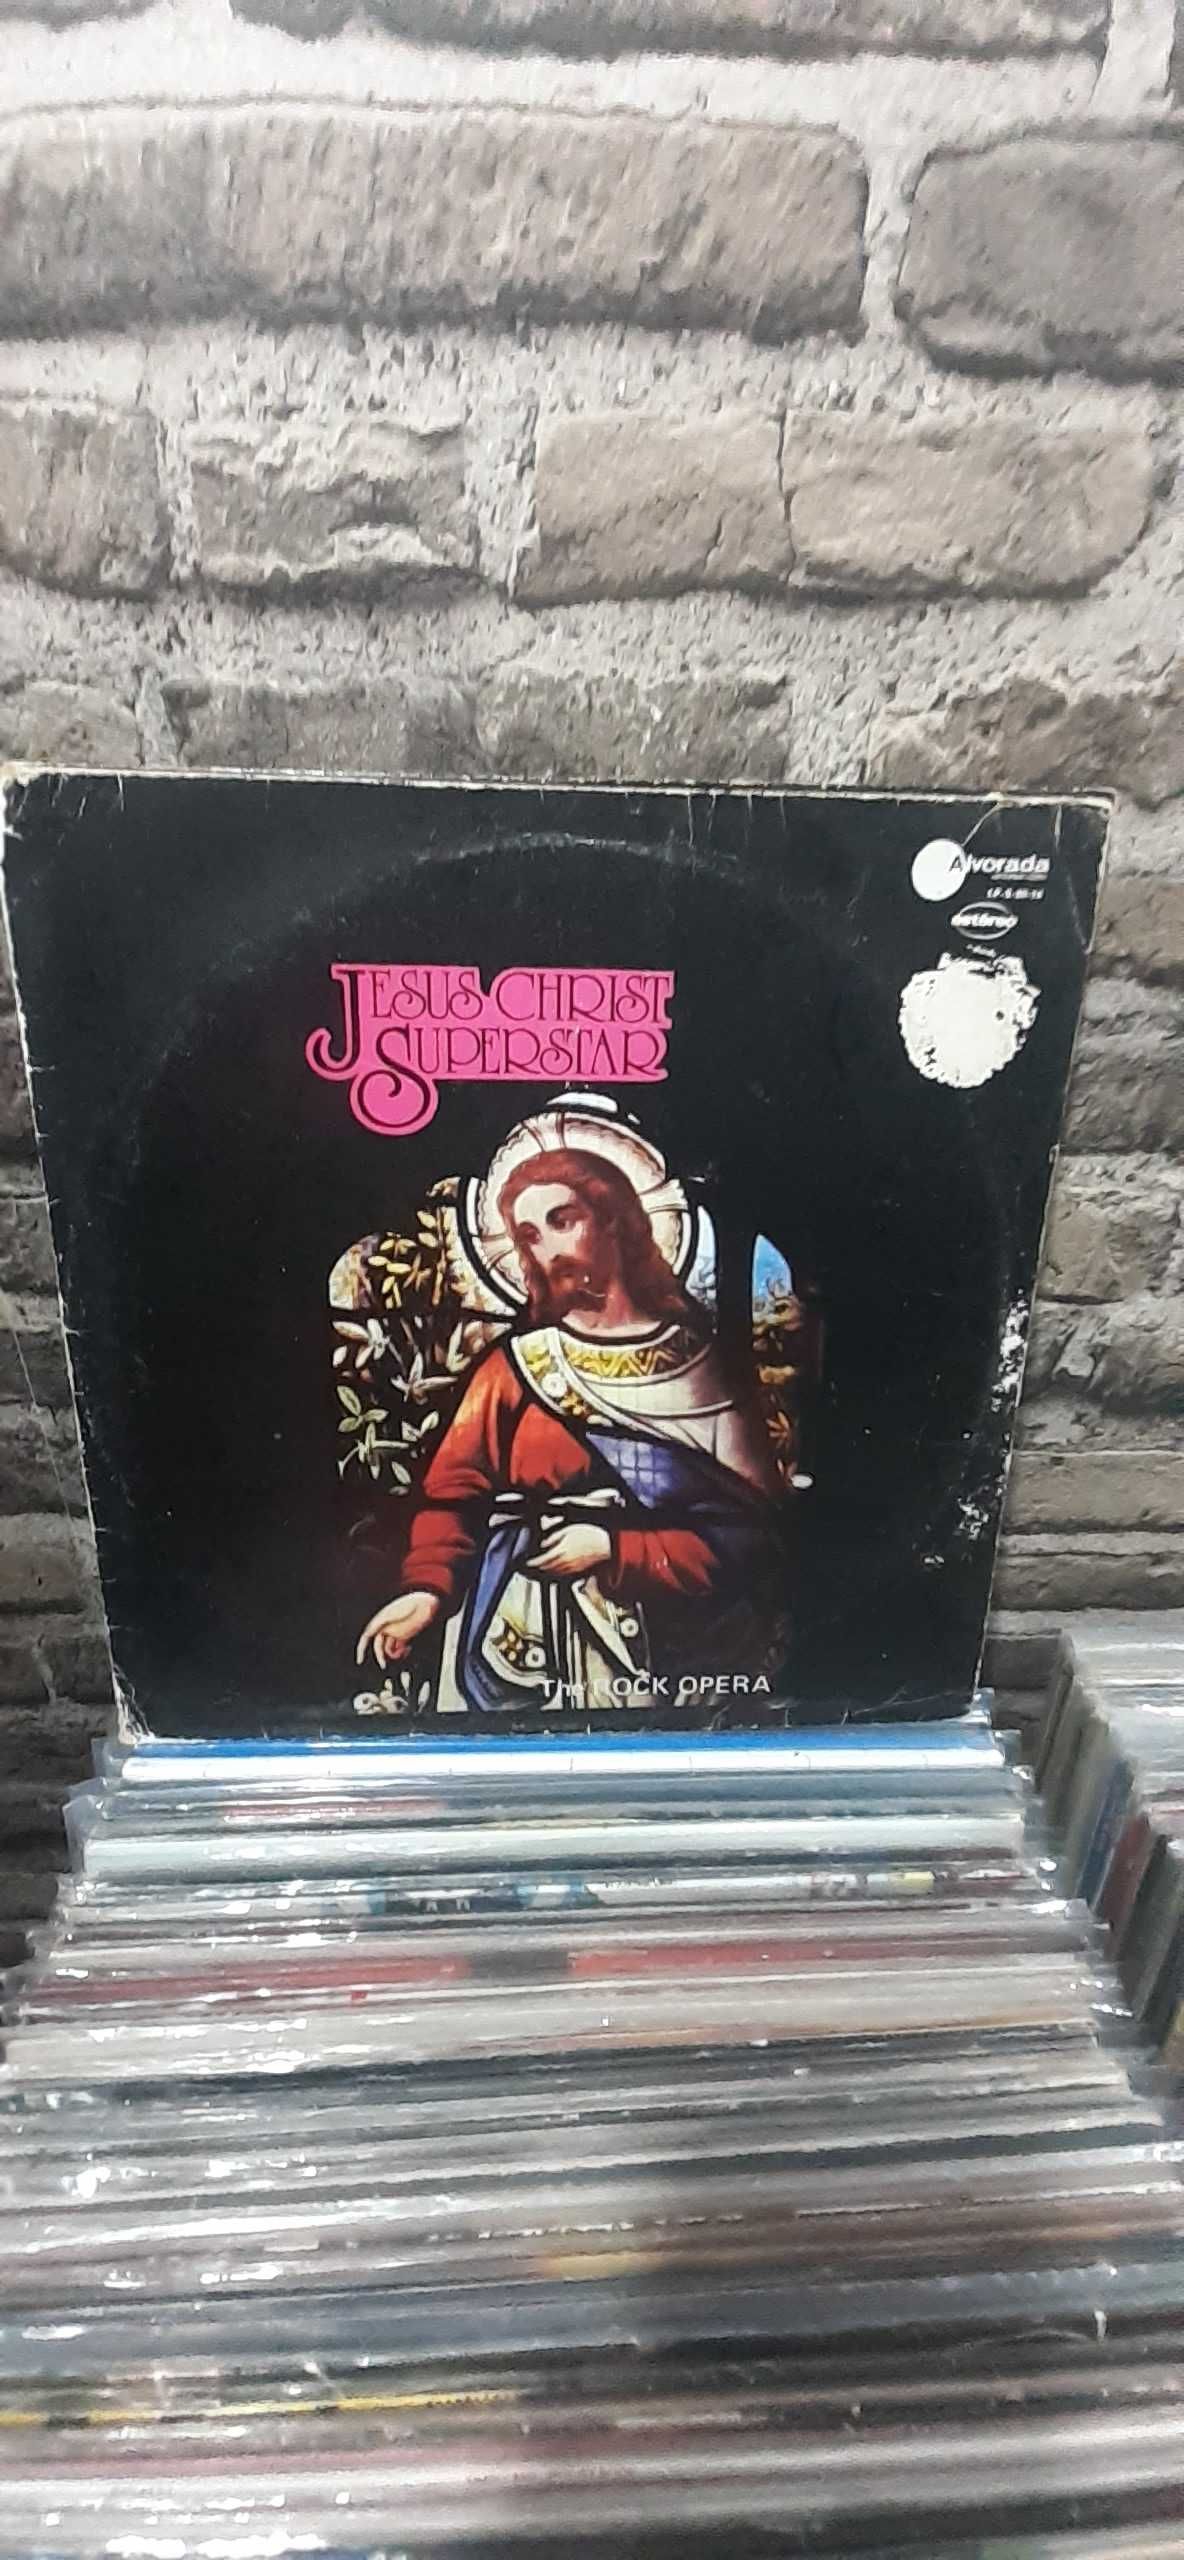 Alvorada
estéreo
JESUS CHRIST
SUPERSTAR
The ROCK OPERA